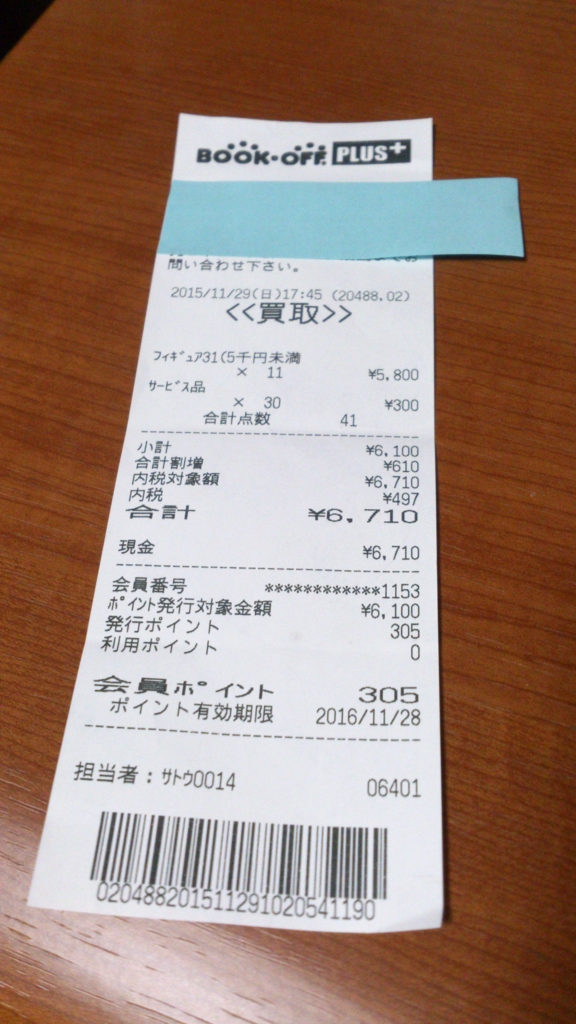 BOOK・OFF PLUS+
問い合わせ下さい。
2015/11/29(日)17:45 (20488.02)
<<買取>>
フィギュア31(5千円未満
× 11 ¥5,800
サービス品
× 30 ¥300
合計点数 41
小計 ¥6,100
合計割増 ¥610
内税対象額 ¥6,710
内税 ¥497
合計 ¥6,710
現金 ¥6,710
会員番号 ************1153
ポイント発行対象金額 ¥6,100
発行ポイント 305
利用ポイント 0
会員ポイント 305
ポイント有効期限 2016/11/28
担当者：サトウ0014 06401
020488201511291020541190